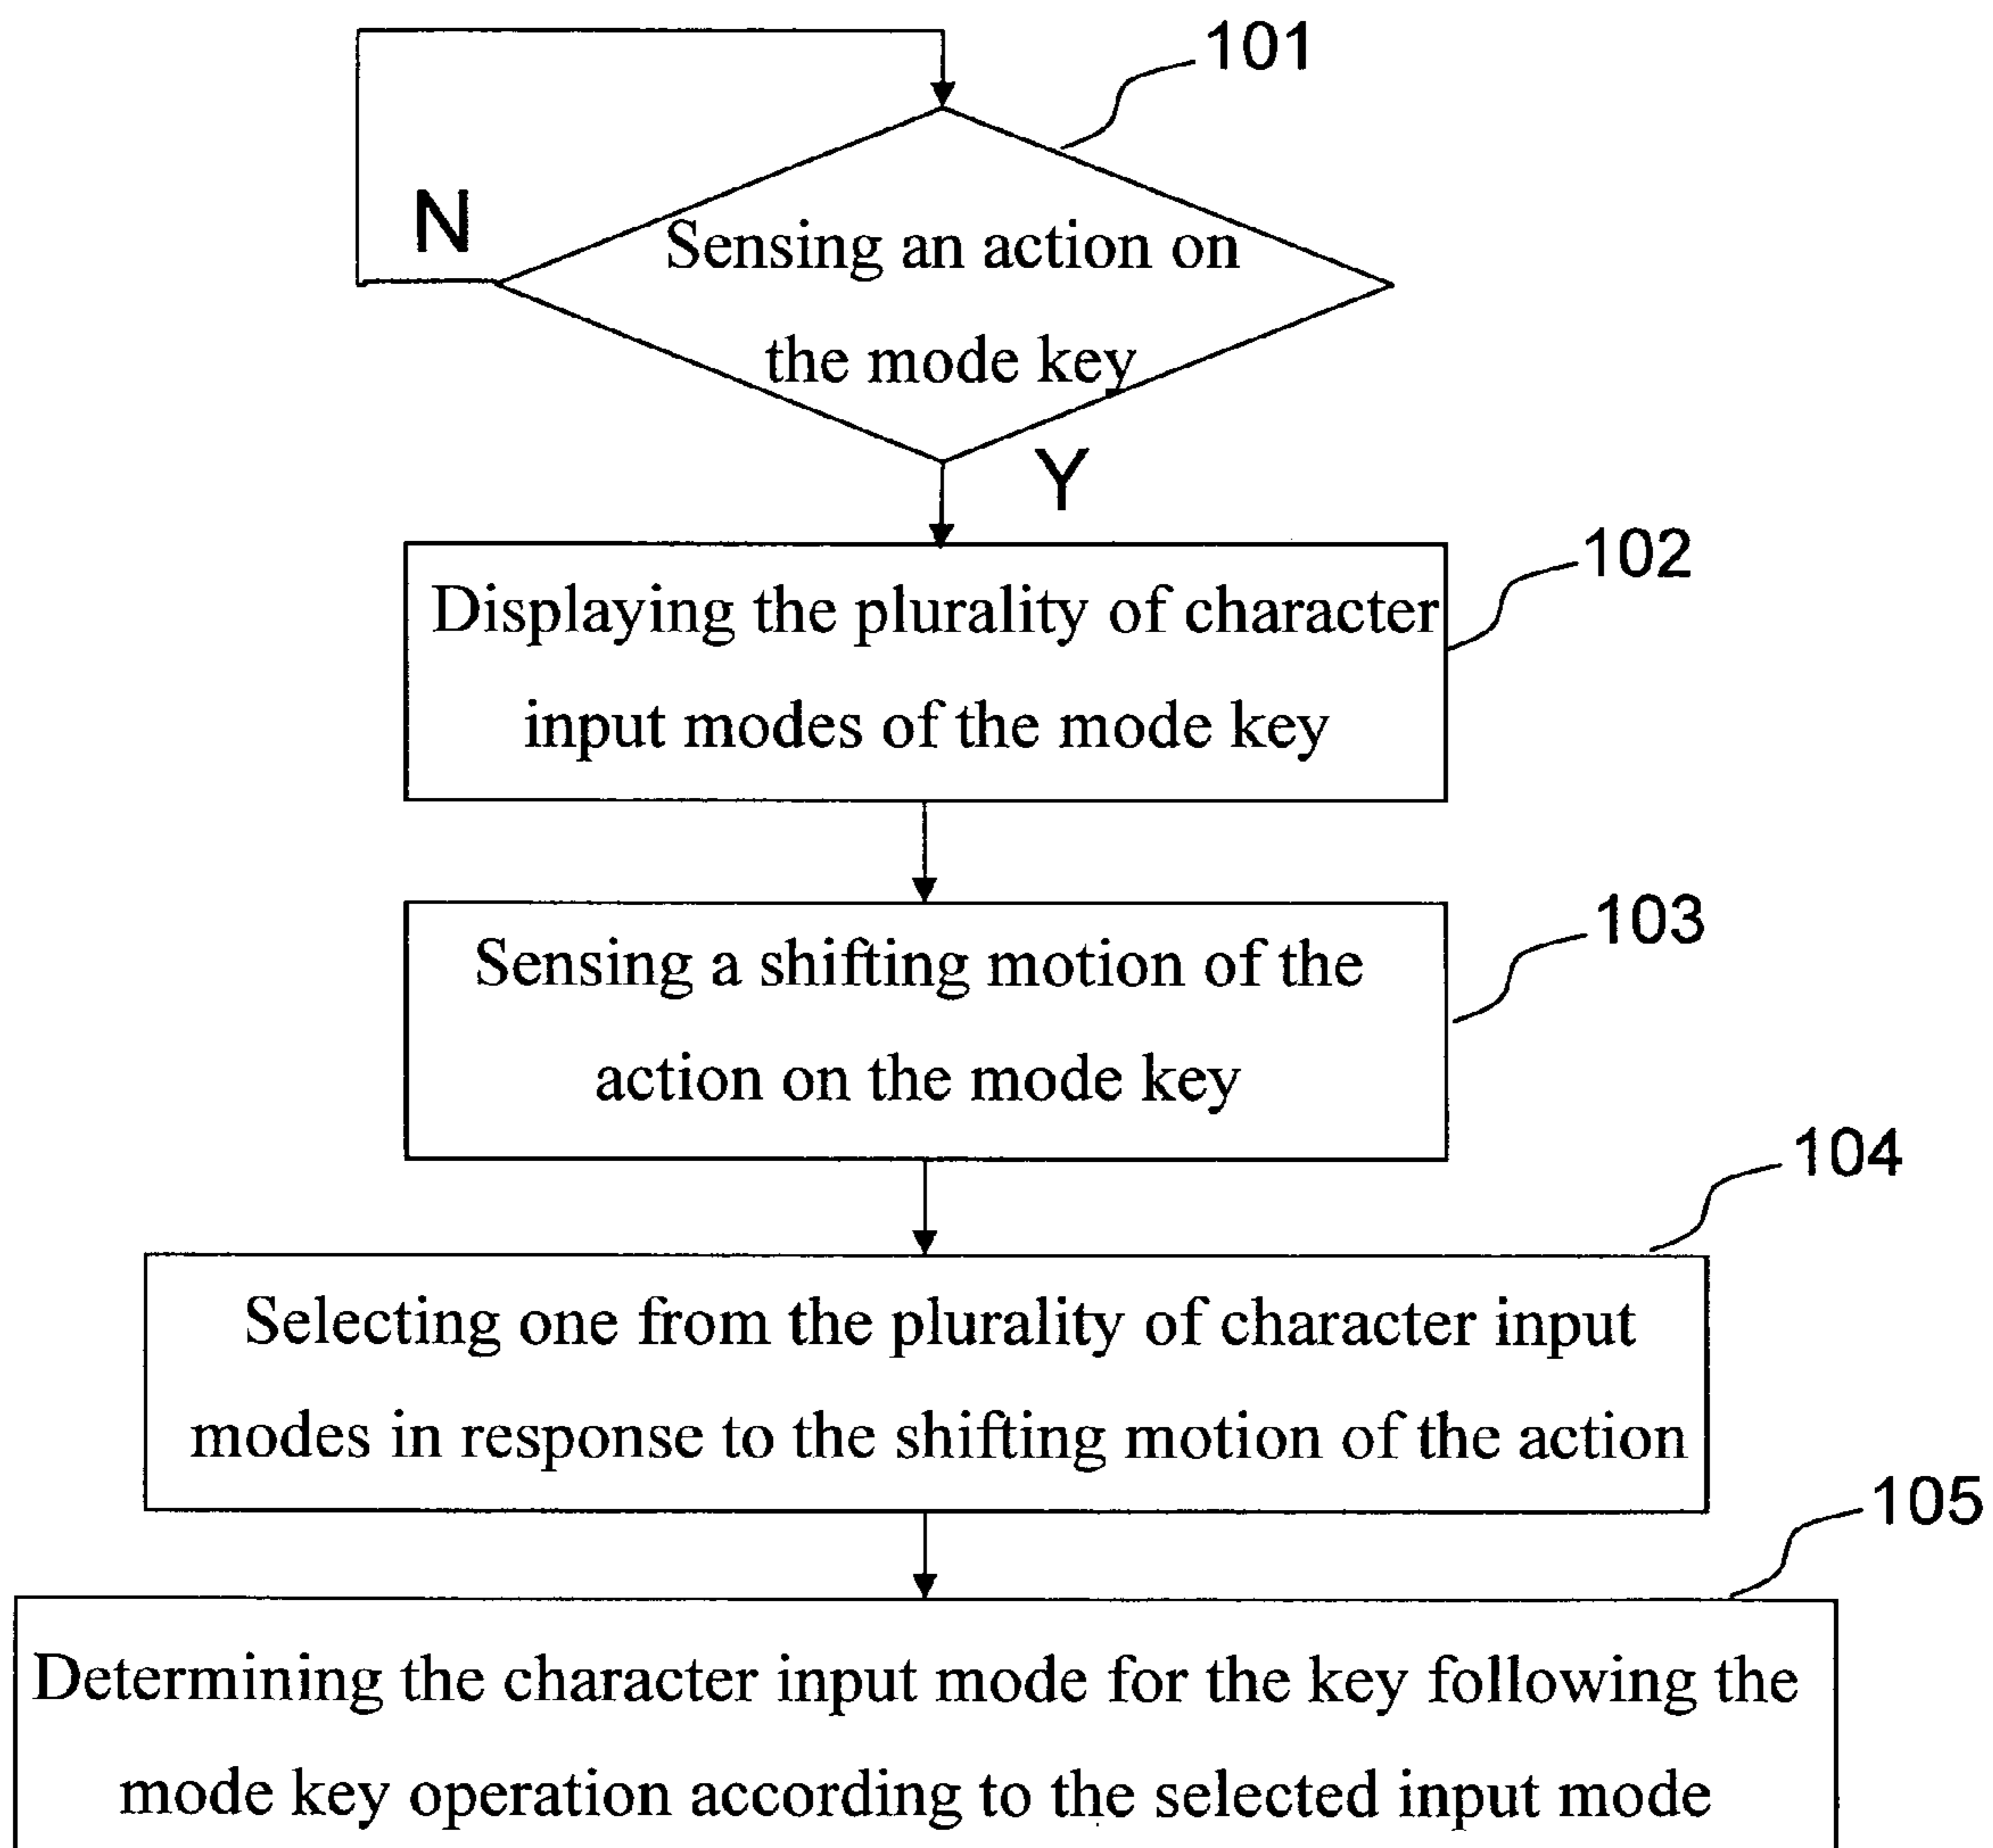 101
N
Sensing an action on
the mode key
Y
102
Displaying the plurality of character
input modes of the mode key
103
Sensing a shifting motion of the
action on the mode key
104
Selecting one from the plurality of character input
modes in response to the shifting motion of the action
105
Determining the character input mode for the key following the
mode key operation according to the selected input mode